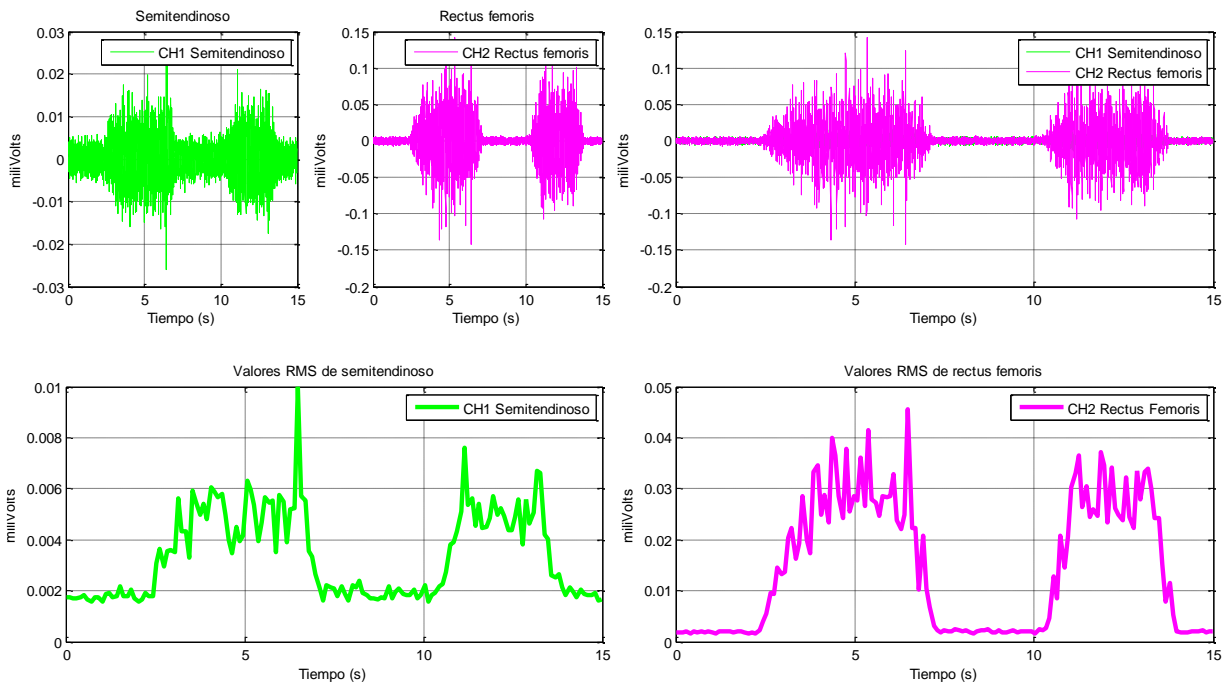 Semitendinoso
0.03
0.02
0.01
0
-0.01
-0.02
-0.03
miliVolts
CH1 Semitendinoso
0 5 10 15
Tiempo (s)
Rectus femoris
0.15
0.1
0.05
0
-0.05
-0.1
-0.15
-0.2
miliVolts
CH2 Rectus femoris
0 5 10 15
Tiempo (s)
0.15
0.1
0.05
0
-0.05
-0.1
-0.15
-0.2
miliVolts
CH1 Semitendinoso
CH2 Rectus femoris
0 5 10 15
Tiempo (s)
Valores RMS de semitendinoso
0.01
0.008
0.006
0.004
0.002
0
miliVolts
CH1 Semitendinoso
0 5 10 15
Tiempo (s)
Valores RMS de rectus femoris
0.05
0.04
0.03
0.02
0.01
0
miliVolts
CH2 Rectus Femoris
0 5 10 15
Tiempo (s)